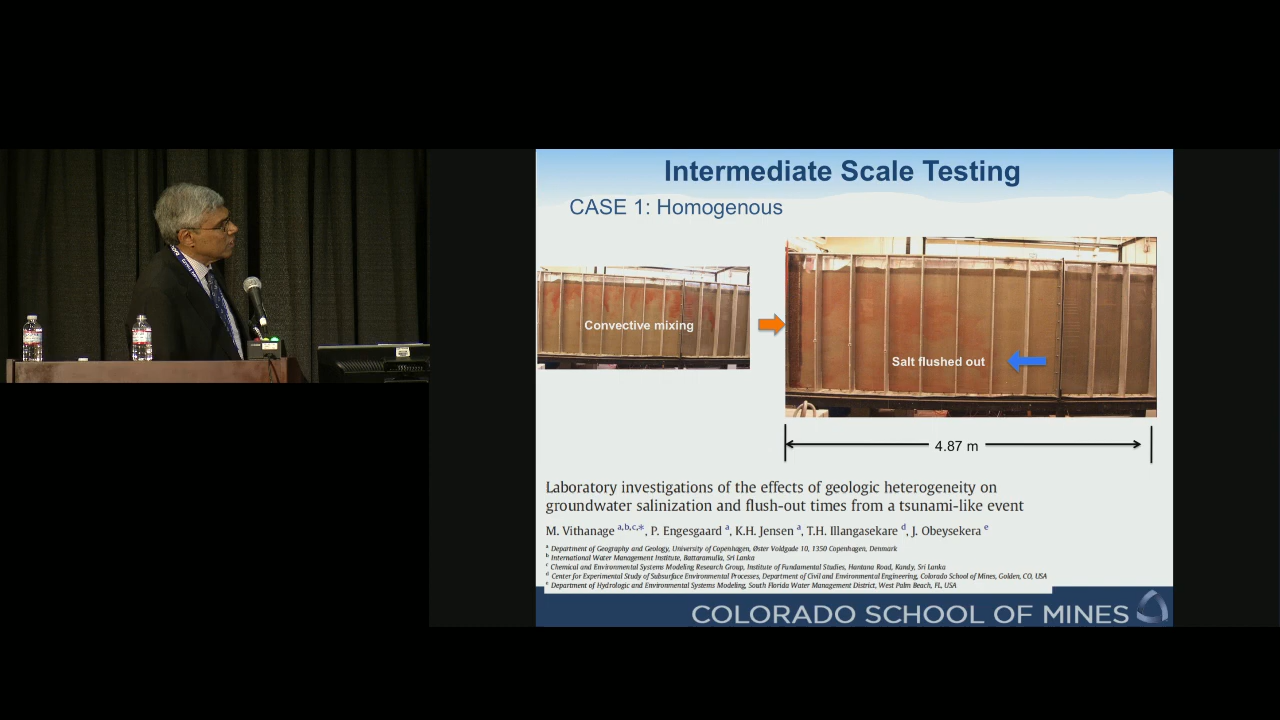 Intermediate Scale Testing
CASE 1: Homogenous
Convective mixing
Salt flushed out
4.87 m
Laboratory investigations of the effects of geologic heterogeneity on
groundwater salinization and flush-out times from a tsunami-like event
M. Vithanage a,b,c,*, P. Engesgaard a, K.H. Jensen a, T.H. Illangasekare d, J. Obeysekera e
a Department of Geography and Geology, University of Copenhagen, Øster Voldgade 10, 1350 Copenhagen, Denmark
b International Water Management Institute, Battaramulla, Sri Lanka
c Chemical and Environmental Systems Modeling Research Group, Institute of Fundamental Studies, Hantana Road, Kandy, Sri Lanka
d Center for Experimental Study of Subsurface Environmental Processes, Department of Civil and Environmental Engineering, Colorado School of Mines, Golden, CO, USA
e Department of Hydrologic and Environmental Systems Modeling, South Florida Water Management District, West Palm Beach, FL, USA
COLORADO SCHOOL OF MINES